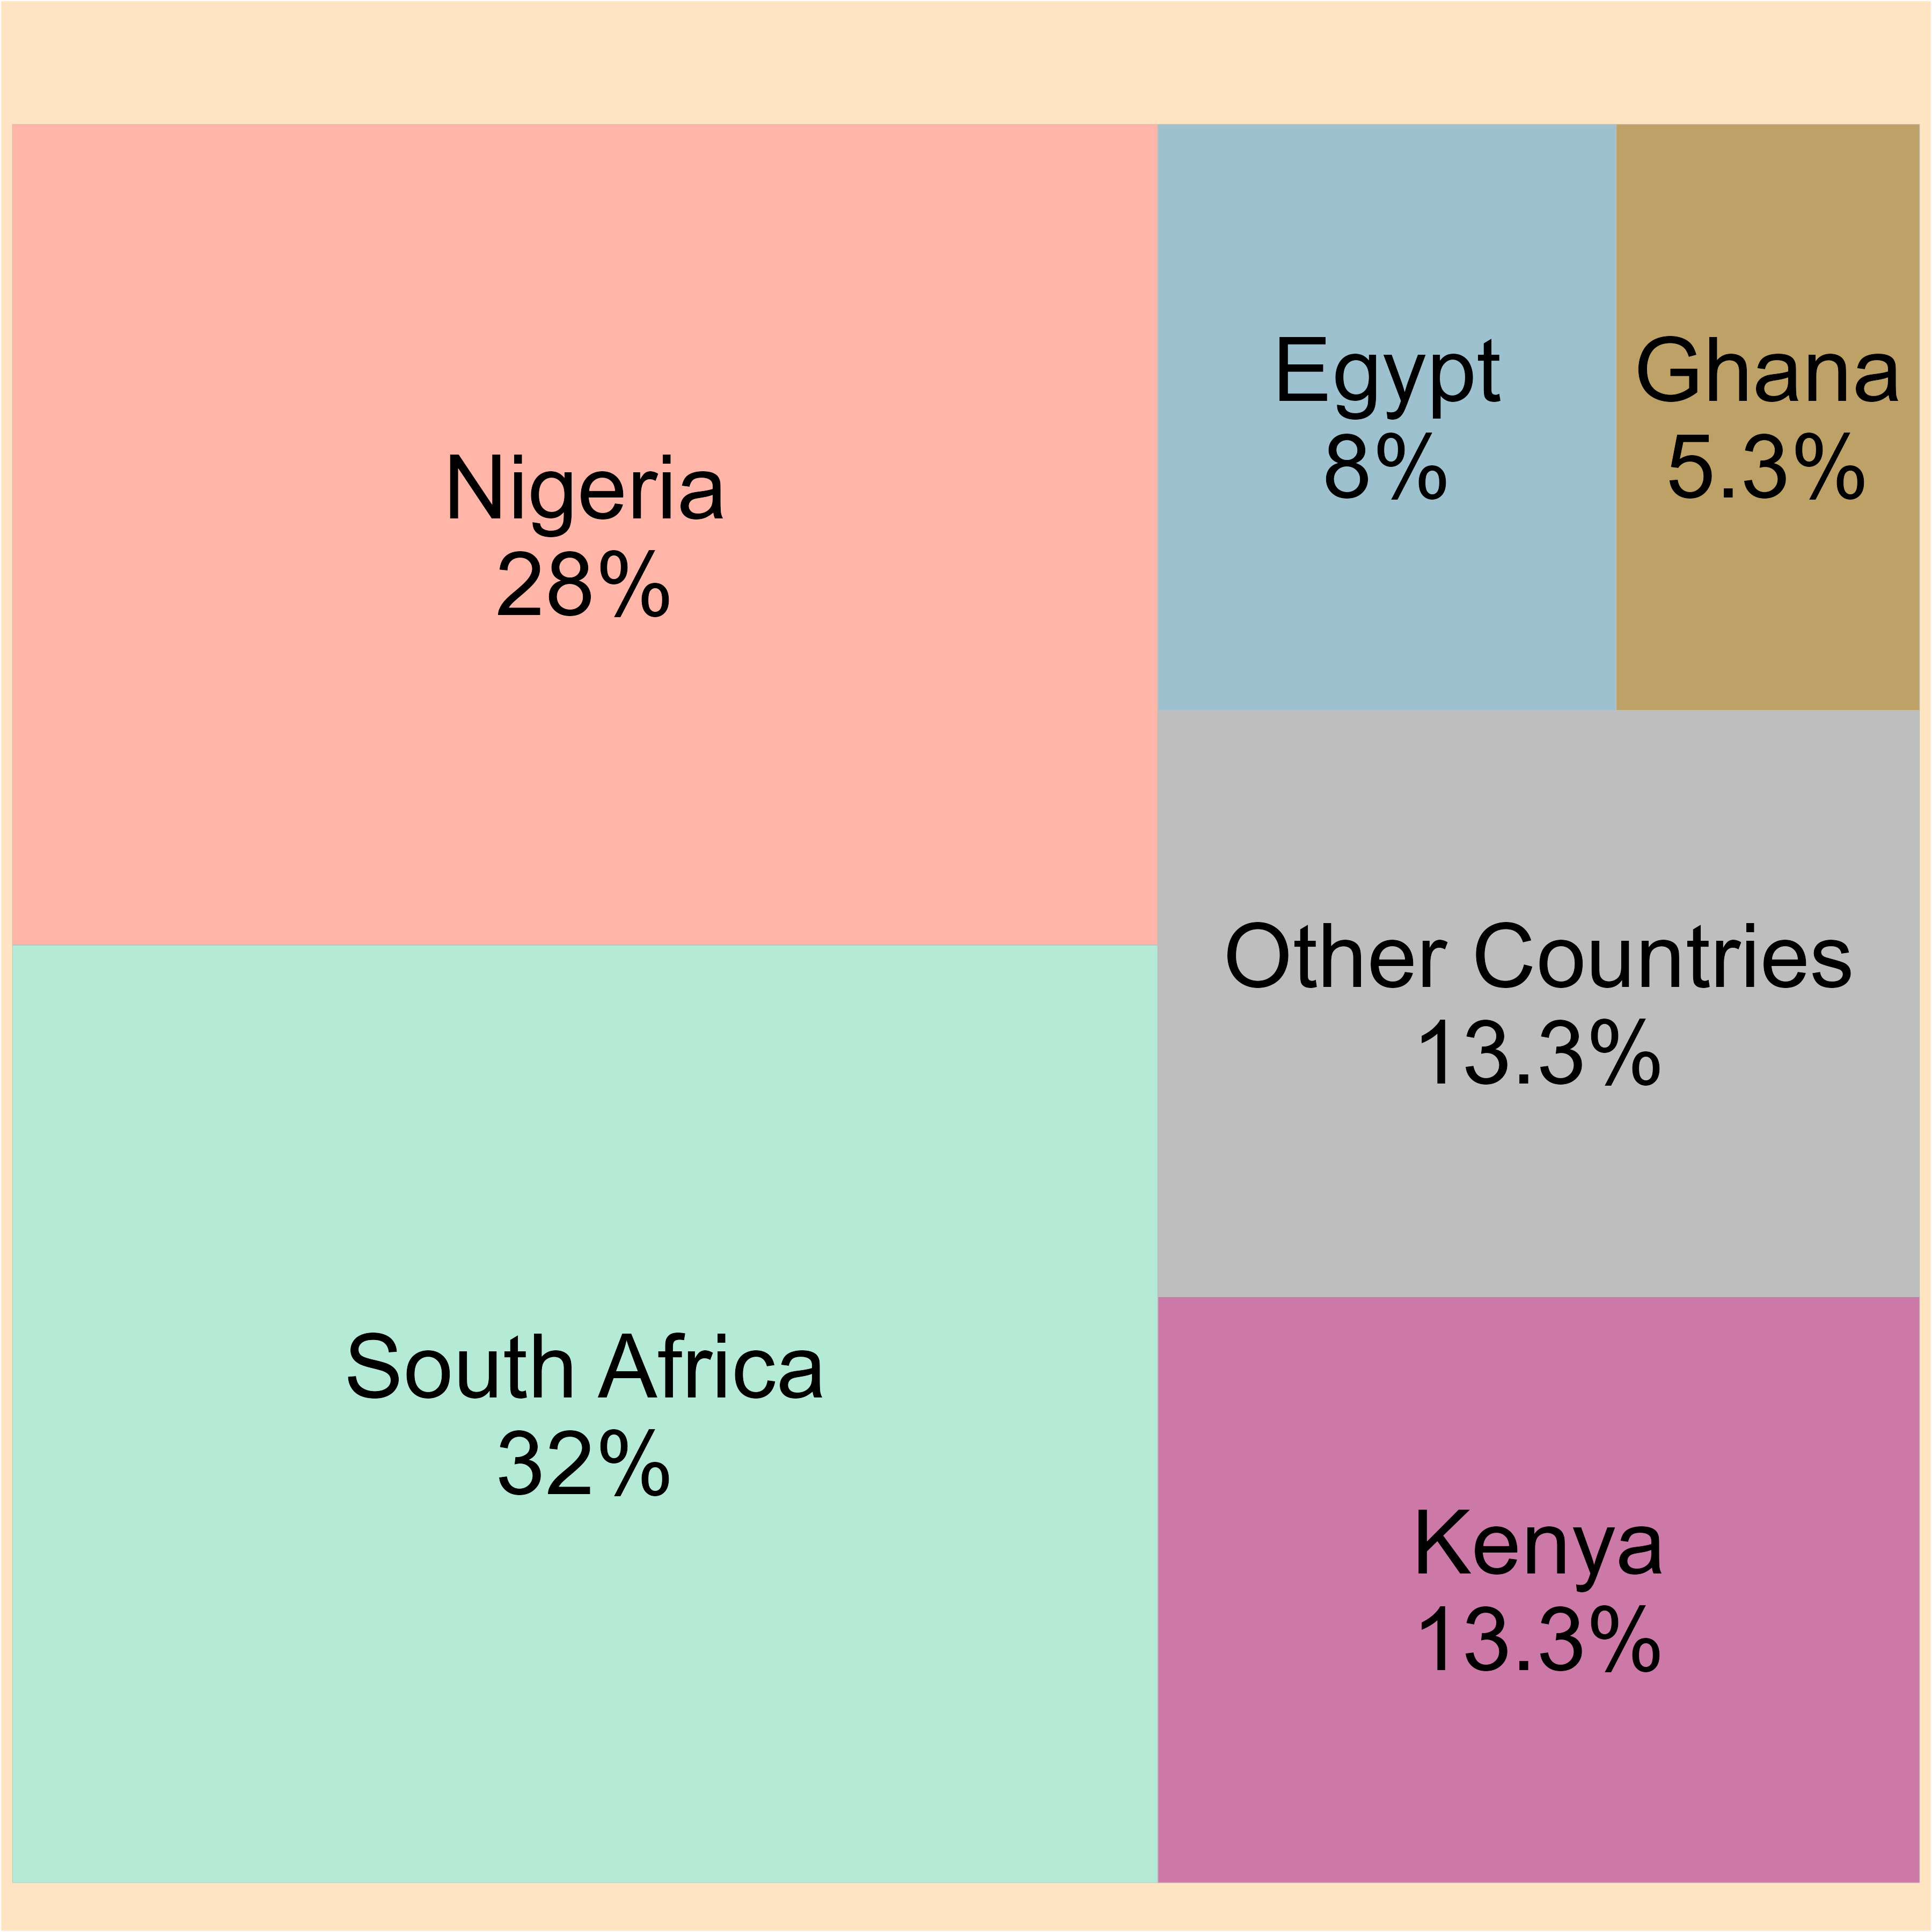 Nigeria
28%
Egypt
8%
Ghana
5.3%
Other Countries
13.3%
South Africa
32%
Kenya
13.3%